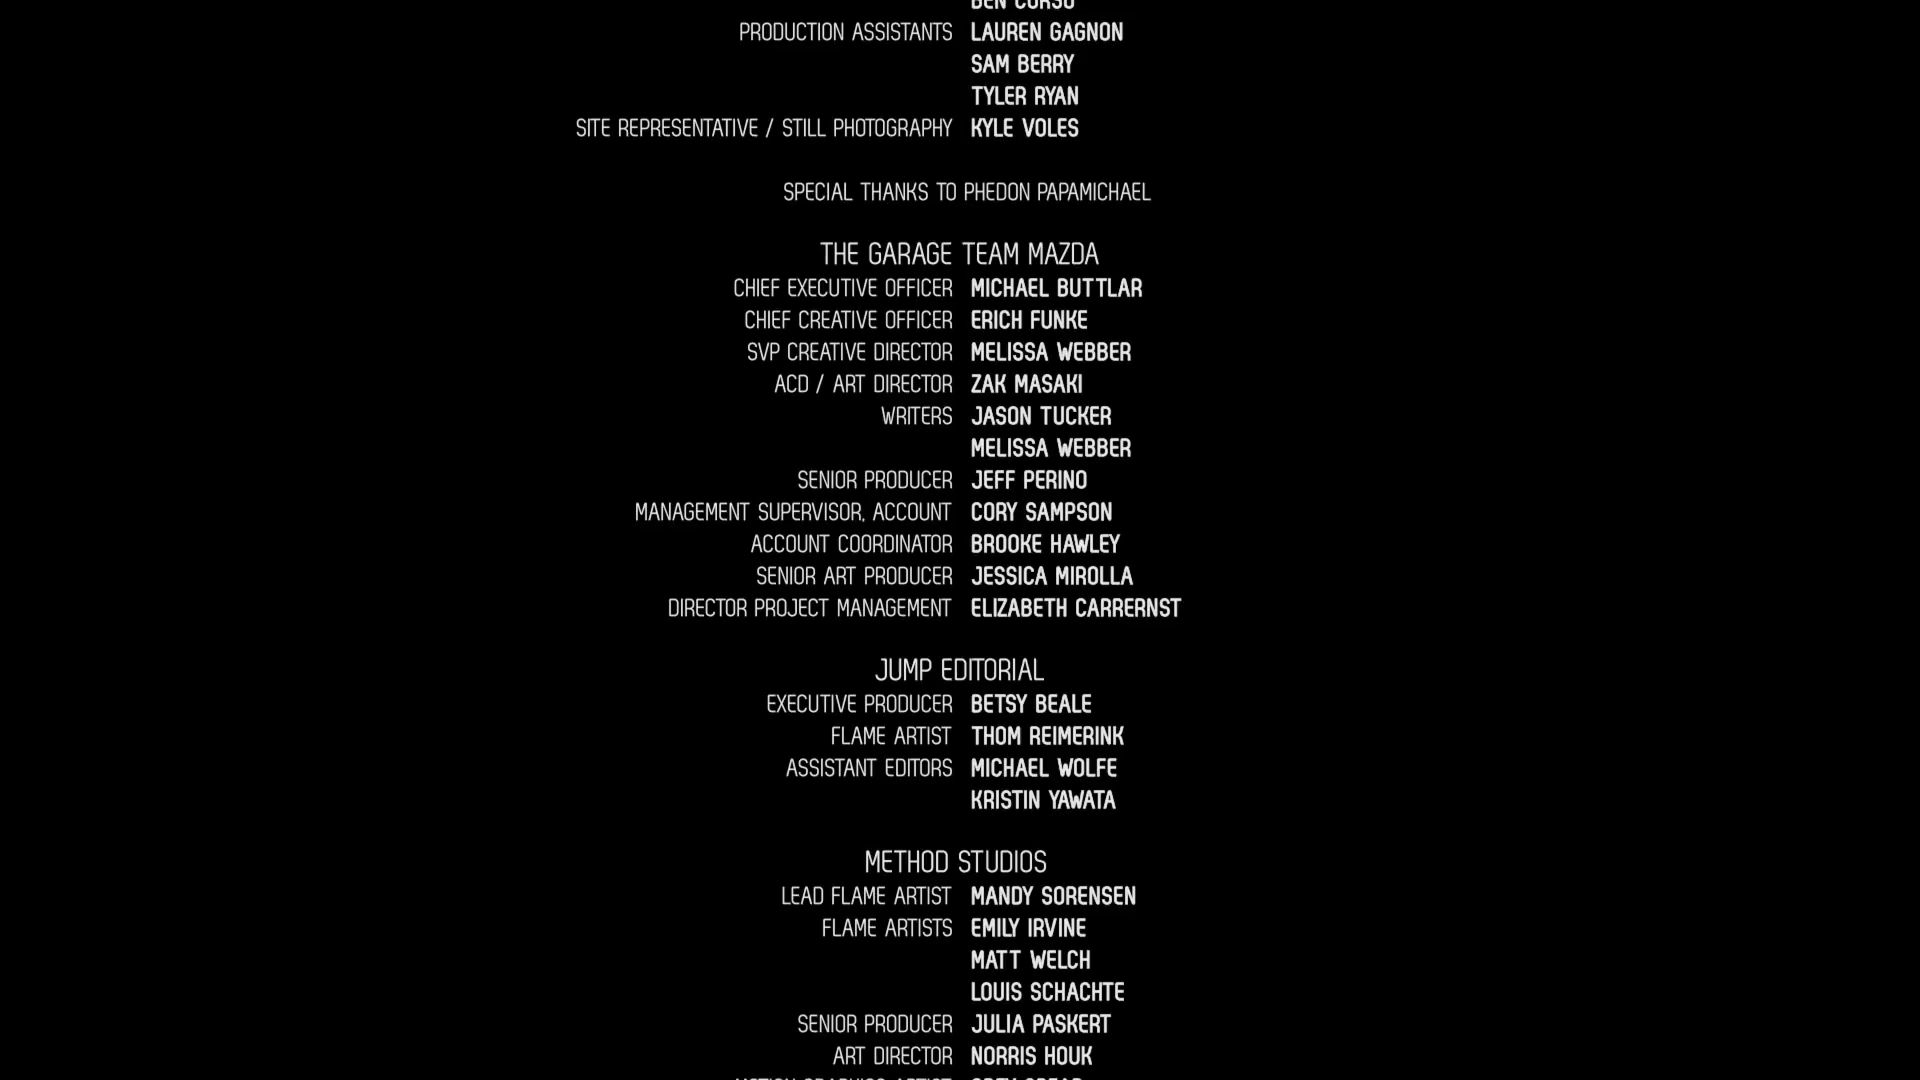 BEN CORSO
PRODUCTION ASSISTANTS LAUREN GAGNON
SAM BERRY
TYLER RYAN
SITE REPRESENTATIVE / STILL PHOTOGRAPHY KYLE VOLES
SPECIAL THANKS TO PHEDON PAPAMICHAEL
THE GARAGE TEAM MAZDA
CHIEF EXECUTIVE OFFICER MICHAEL BUTTLAR
CHIEF CREATIVE OFFICER ERICH FUNKE
SVP CREATIVE DIRECTOR MELISSA WEBBER
ACD / ART DIRECTOR ZAK MASAKI
WRITERS JASON TUCKER
MELISSA WEBBER
SENIOR PRODUCER JEFF PERINO
MANAGEMENT SUPERVISOR, ACCOUNT CORY SAMPSON
ACCOUNT COORDINATOR BROOKE HAWLEY
SENIOR ART PRODUCER JESSICA MIROLLA
DIRECTOR PROJECT MANAGEMENT ELIZABETH CARRERNST
JUMP EDITORIAL
EXECUTIVE PRODUCER BETSY BEALE
FLAME ARTIST THOM REIMERINK
ASSISTANT EDITORS MICHAEL WOLFE
KRISTIN YAWATA
METHOD STUDIOS
LEAD FLAME ARTIST MANDY SORENSEN
FLAME ARTISTS EMILY IRVINE
MATT WELCH
LOUIS SCHACHTE
SENIOR PRODUCER JULIA PASKERT
ART DIRECTOR NORRIS HOUK
MOTION GRAPHICS ARTIST